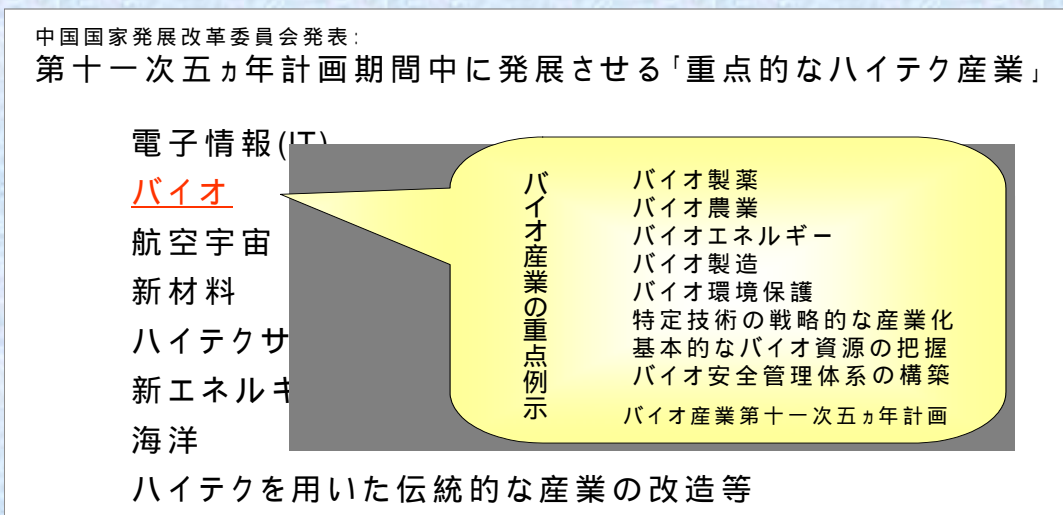 中国国家発展改革委員会発表:
第十一次五ヵ年計画期間中に発展させる「重点的なハイテク産業」
電子情報(IT)
バイオ
航空宇宙
新材料
ハイテクサ
新エネルギ
海洋
ハイテクを用いた伝統的な産業の改造等
バイオ産業の重点例示
バイオ製薬
バイオ農業
バイオエネルギー
バイオ製造
バイオ環境保護
特定技術の戦略的な産業化
基本的なバイオ資源の把握
バイオ安全管理体系の構築
バイオ産業第十一次五ヵ年計画